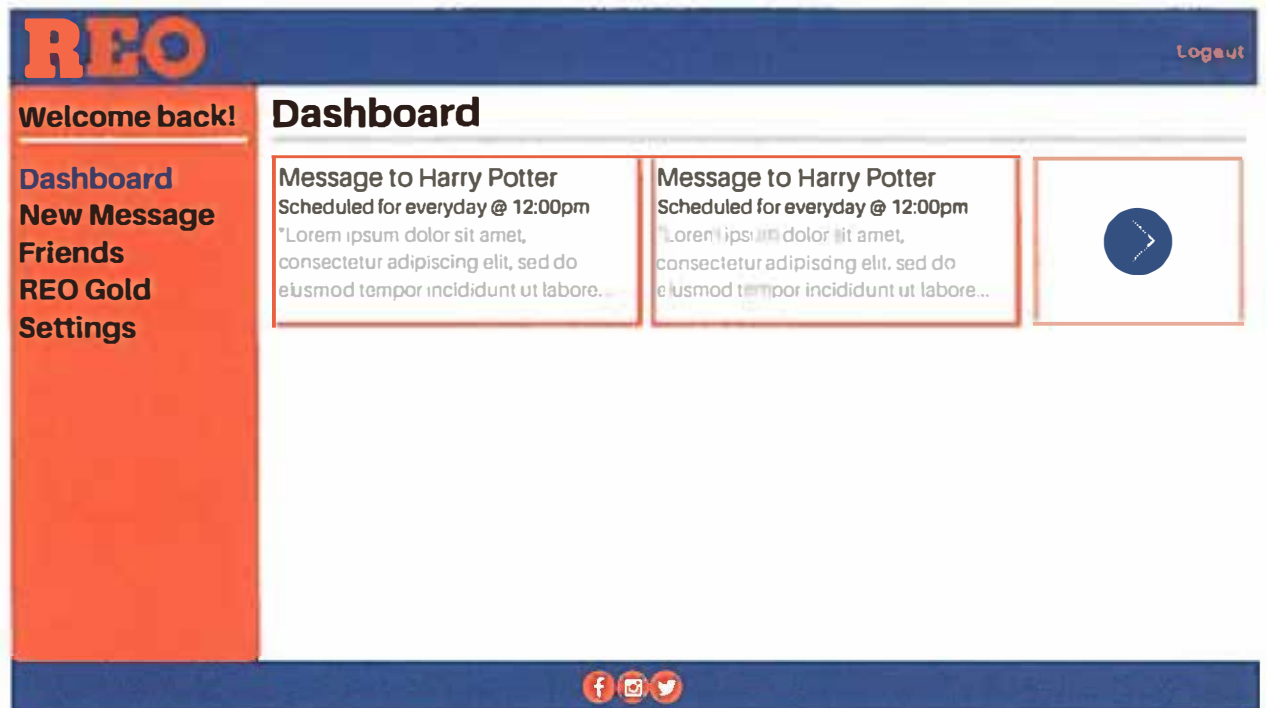 REO
Logout
Welcome back!
Dashboard
New Message
Friends
REO Gold
Settings
Dashboard
Message to Harry Potter
Scheduled for everyday @ 12:00pm
"Lorem ipsum dolor sit amet,
consectetur adipiscing elit, sed do
eiusmod tempor incididunt ut labore...
Message to Harry Potter
Scheduled for everyday @ 12:00pm
"Lorem ipsum dolor sit amet,
consectetur adipiscing elit, sed do
eiusmod tempor incididunt ut labore...